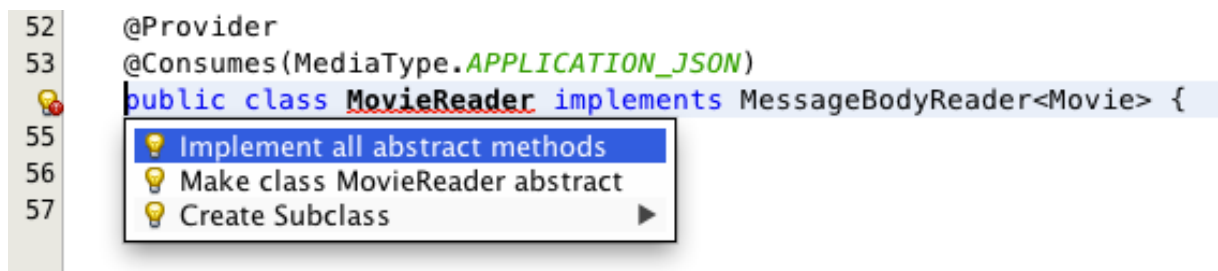 52 @Provider
53 @Consumes(MediaType.APPLICATION_JSON)
public class MovieReader implements MessageBodyReader<Movie> {
55 Implement all abstract methods
56 Make class MovieReader abstract
57 Create Subclass